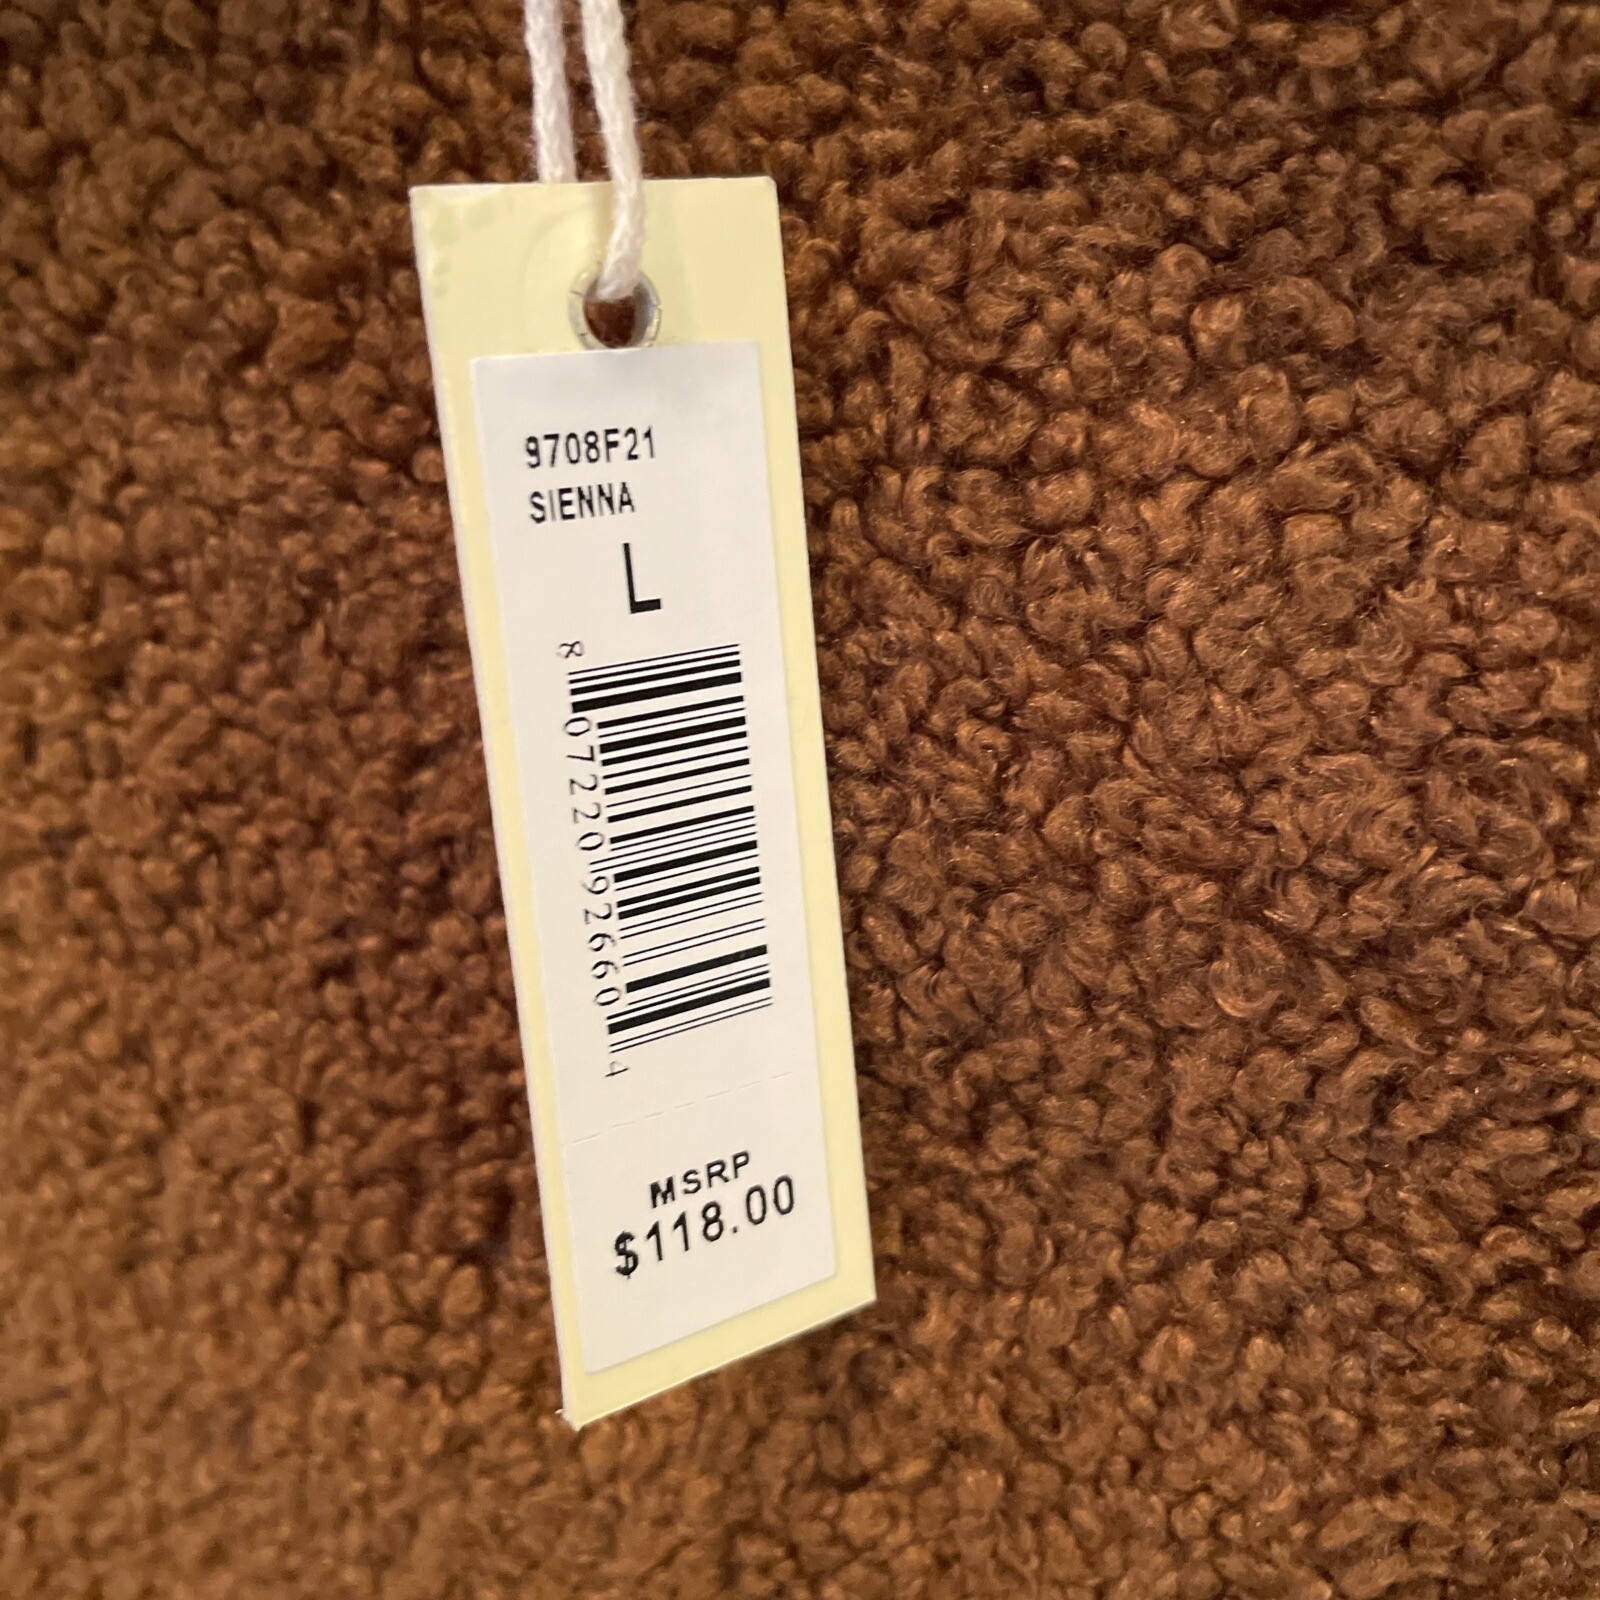 9708F21
SIENNA
L
8 07220 92660 4
MSRP
$118.00